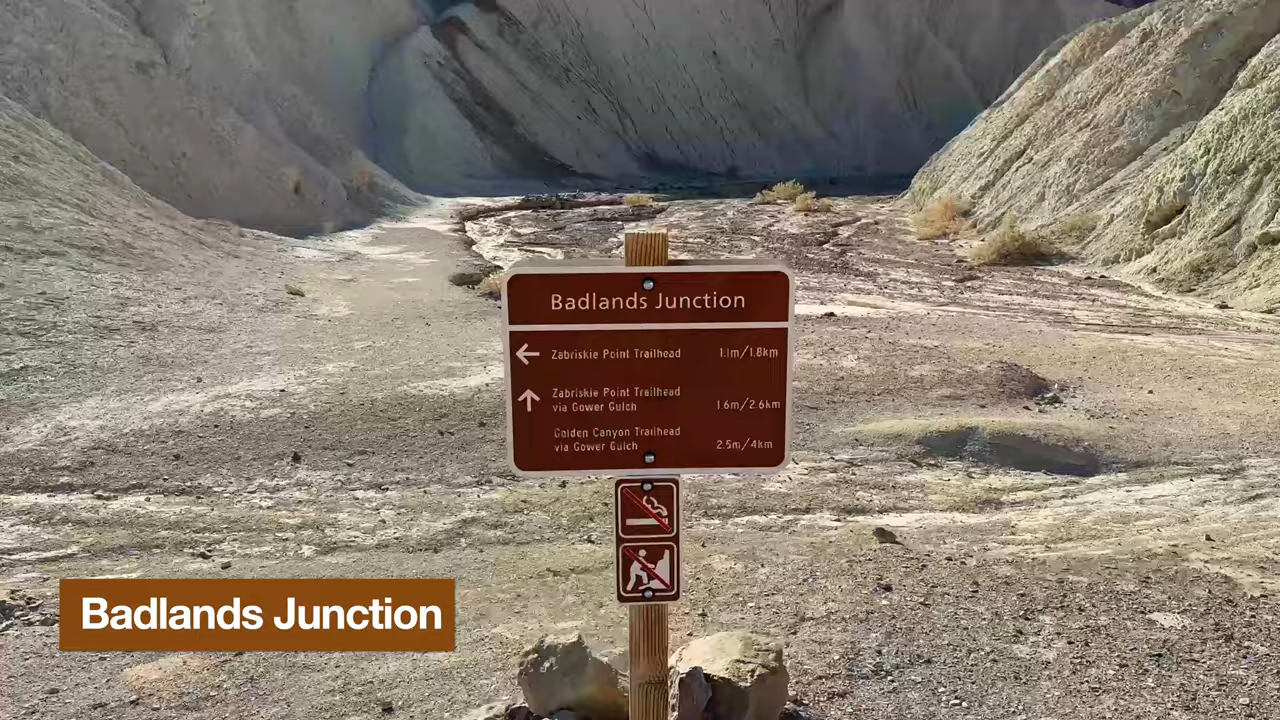 Badlands Junction
Zabriskie Point Trailhead 1.1m/1.8km
Zabriskie Point Trailhead
via Gower Gulch 1.6m/2.6km
Golden Canyon Trailhead
via Gower Gulch 2.5m/4km
Badlands Junction